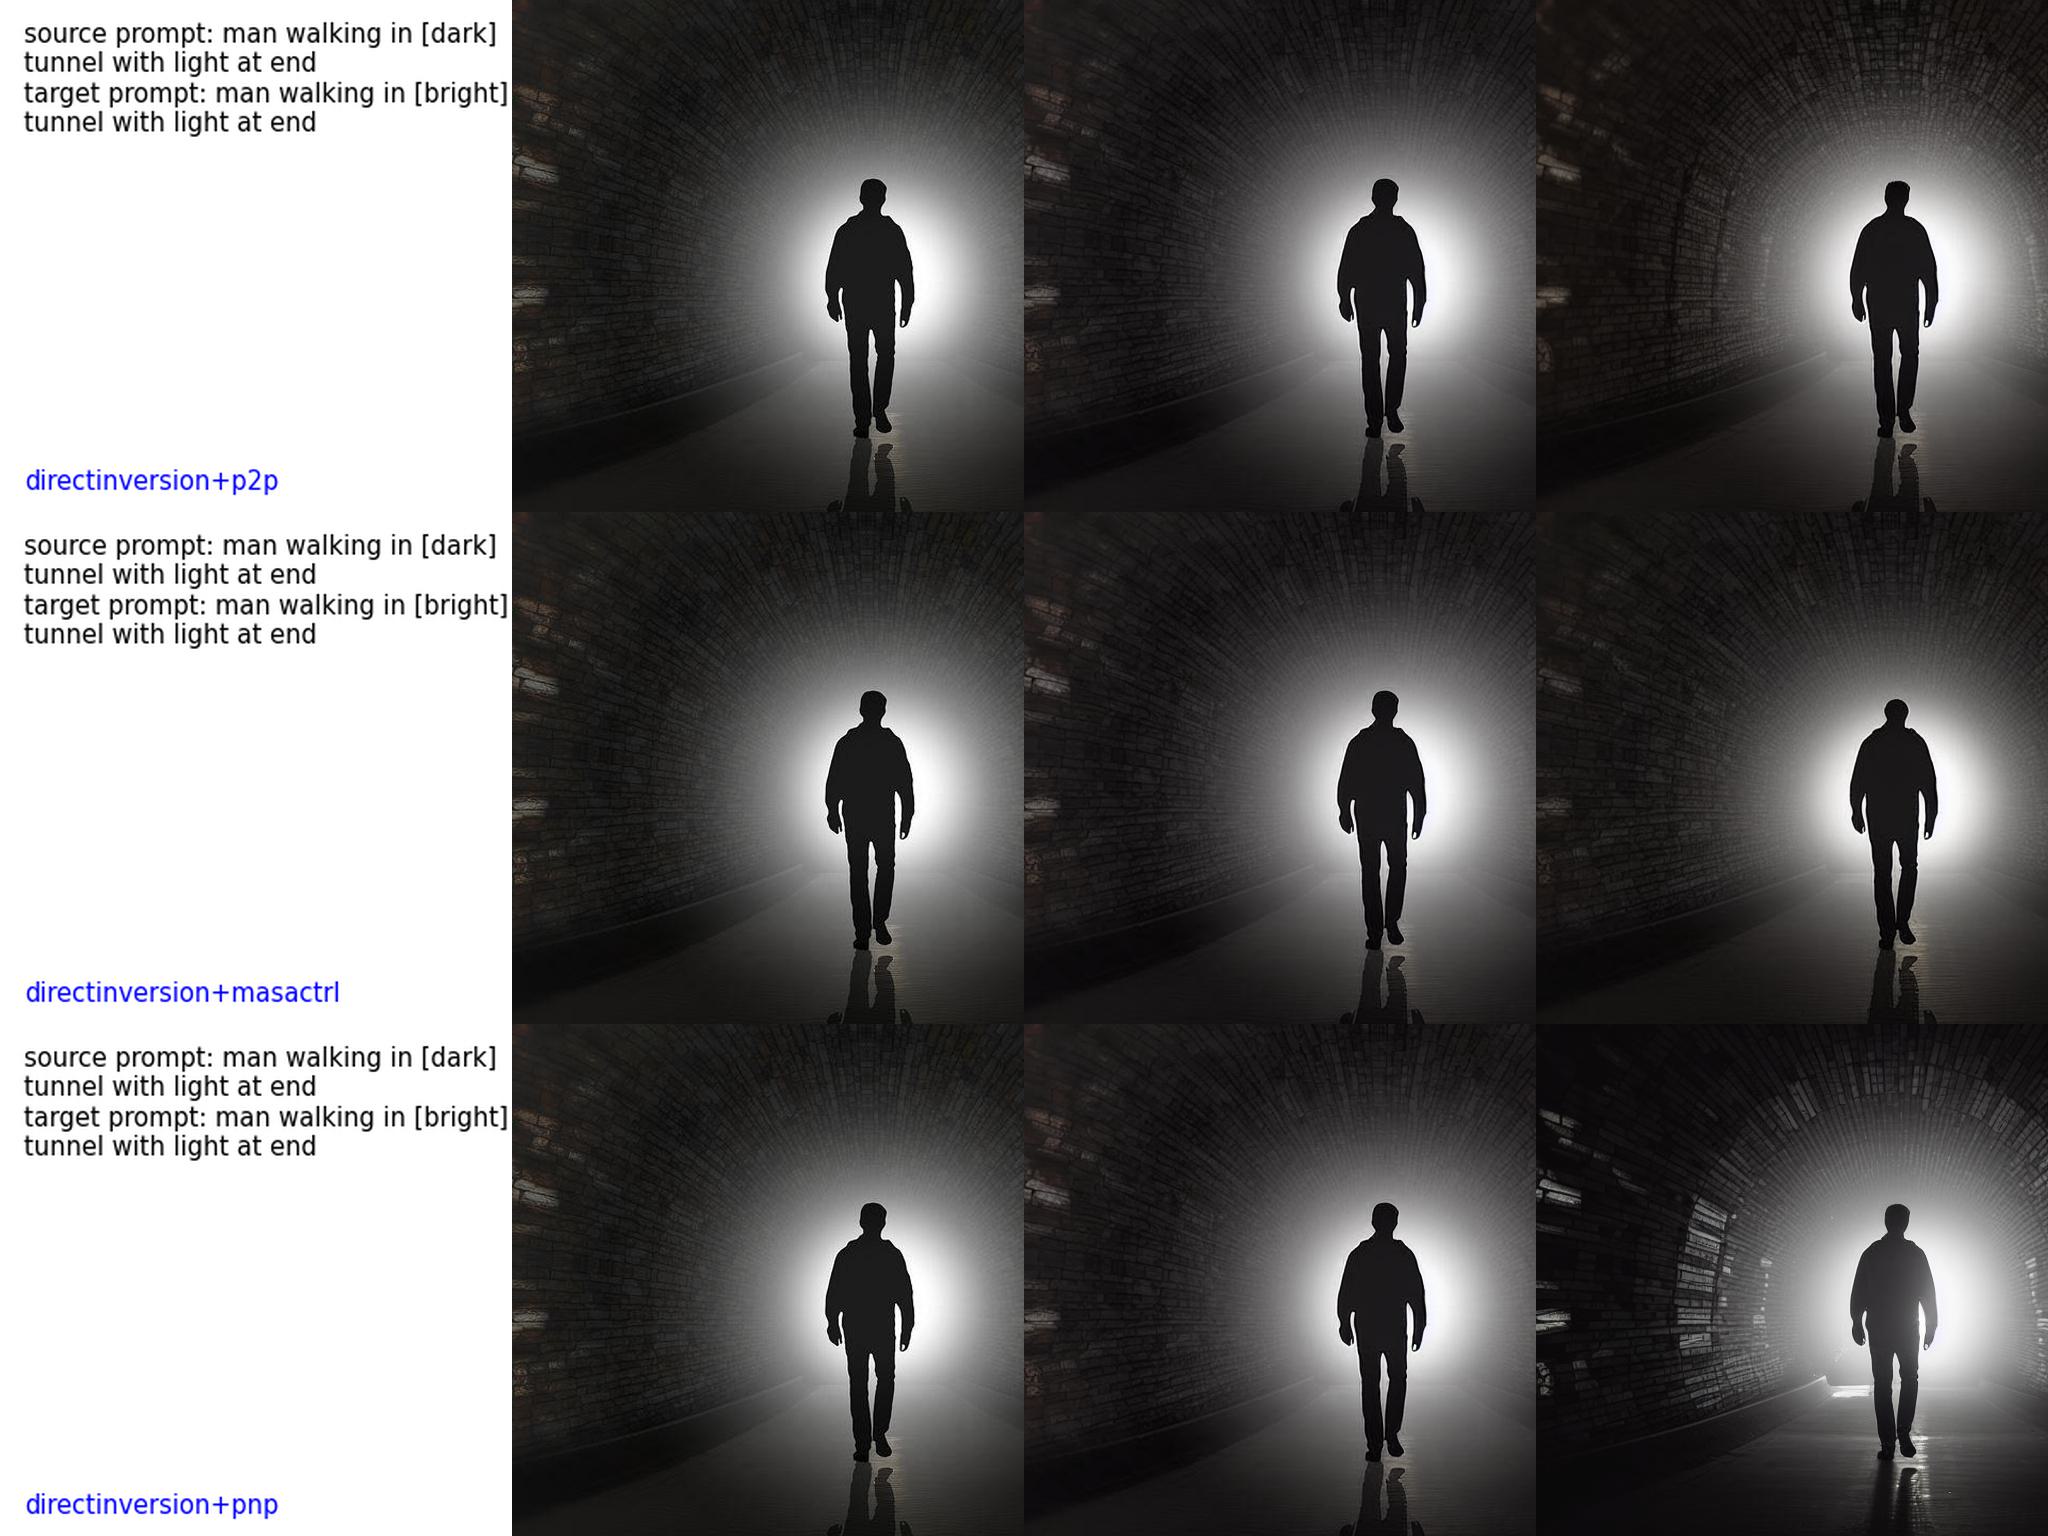 source prompt: man walking in [dark]
tunnel with light at end
target prompt: man walking in [bright]
tunnel with light at end
directinversion+p2p
source prompt: man walking in [dark]
tunnel with light at end
target prompt: man walking in [bright]
tunnel with light at end
directinversion+masactrl
source prompt: man walking in [dark]
tunnel with light at end
target prompt: man walking in [bright]
tunnel with light at end
directinversion+pnp